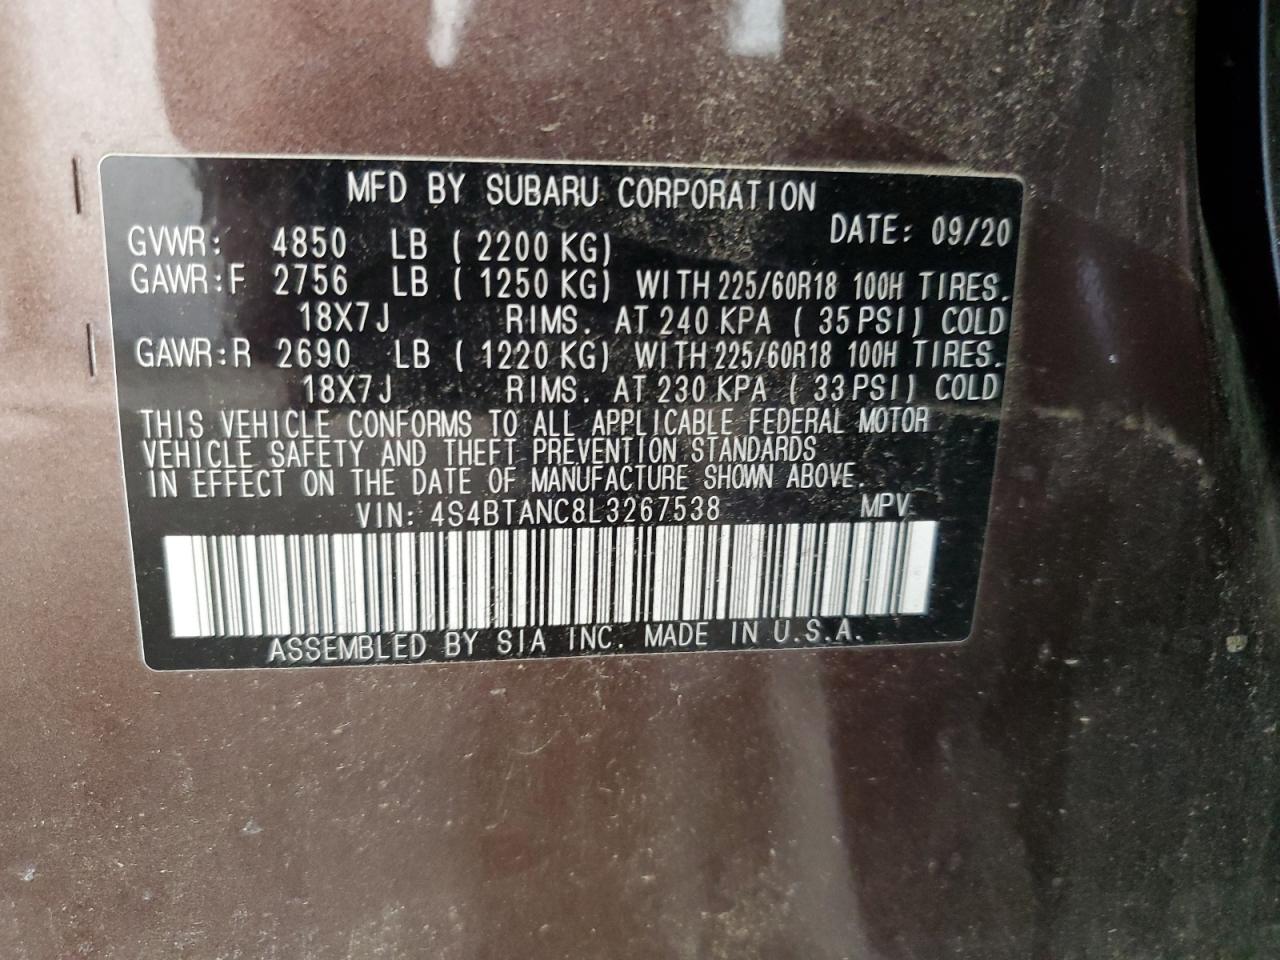 MFD BY SUBARU CORPORATION
DATE: 09/20
GVWR: 4850 LB ( 2200 KG)
GAWR:F 2756 LB ( 1250 KG) WITH 225/60R18 100H TIRES.
18X7J RIMS. AT 240 KPA ( 35 PSI) COLD
GAWR:R 2690 LB ( 1220 KG) WITH 225/60R18 100H TIRES.
18X7J RIMS. AT 230 KPA ( 33 PSI) COLD
THIS VEHICLE CONFORMS TO ALL APPLICABLE FEDERAL MOTOR
VEHICLE SAFETY AND THEFT PREVENTION STANDARDS
IN EFFECT ON THE DATE OF MANUFACTURE SHOWN ABOVE.
VIN: 4S4BTANC8L3267538 MPV
ASSEMBLED BY SIA INC. MADE IN U.S.A.